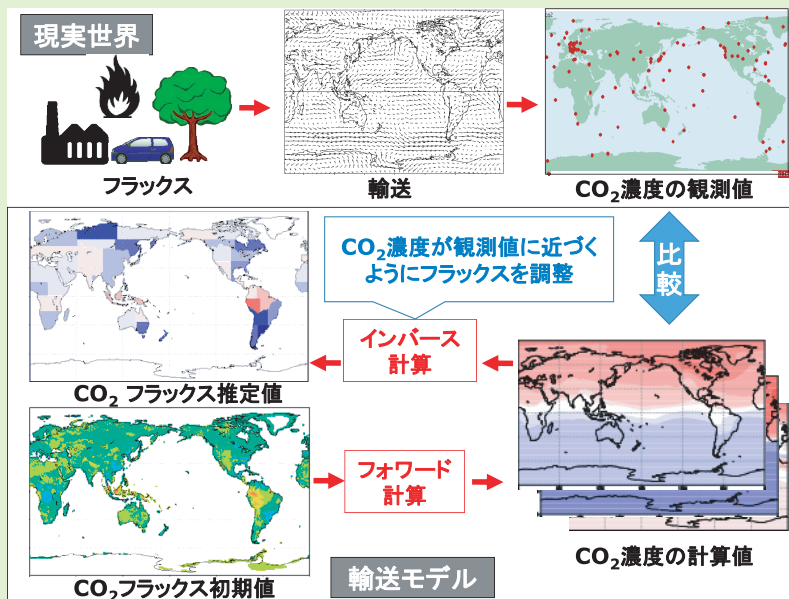 現実世界
フラックス
輸送
CO₂濃度の観測値
CO₂濃度が観測値に近づく
ようにフラックスを調整
比較
インバース
計算
CO₂ フラックス推定値
フォワード
計算
CO₂濃度の計算値
CO₂フラックス初期値
輸送モデル